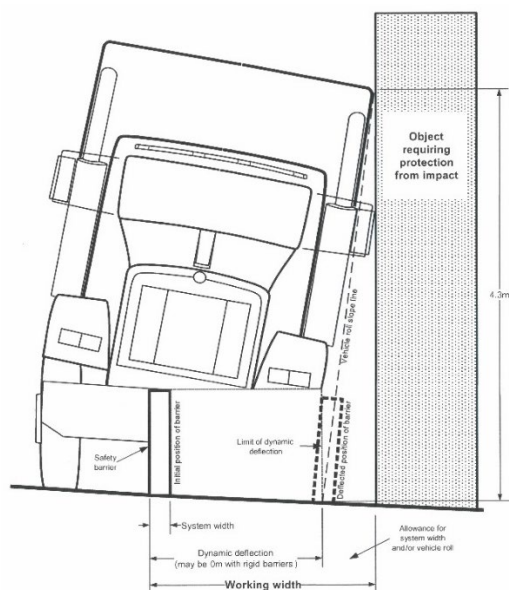 Object
requiring
protection
from impact
4.3m
Vehicle roll slope line
Initial position of barrier
Deflected position of barrier
Limit of dynamic
deflection
Safety
barrier
System width
Dynamic deflection
(may be 0m with rigid barriers)
Allowance for
system width
and/or vehicle roll
Working width